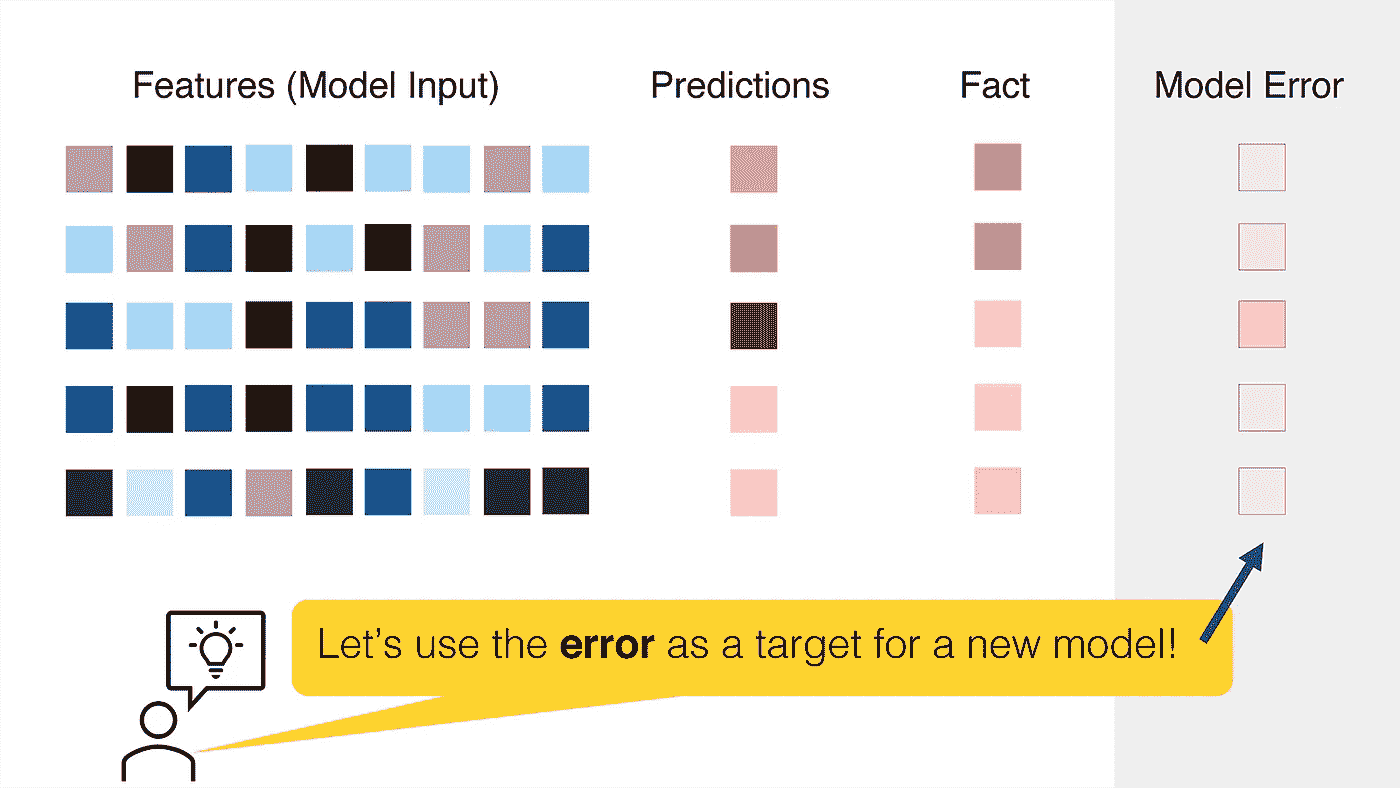 Features (Model Input) Predictions Fact Model Error
Let's use the error as a target for a new model!